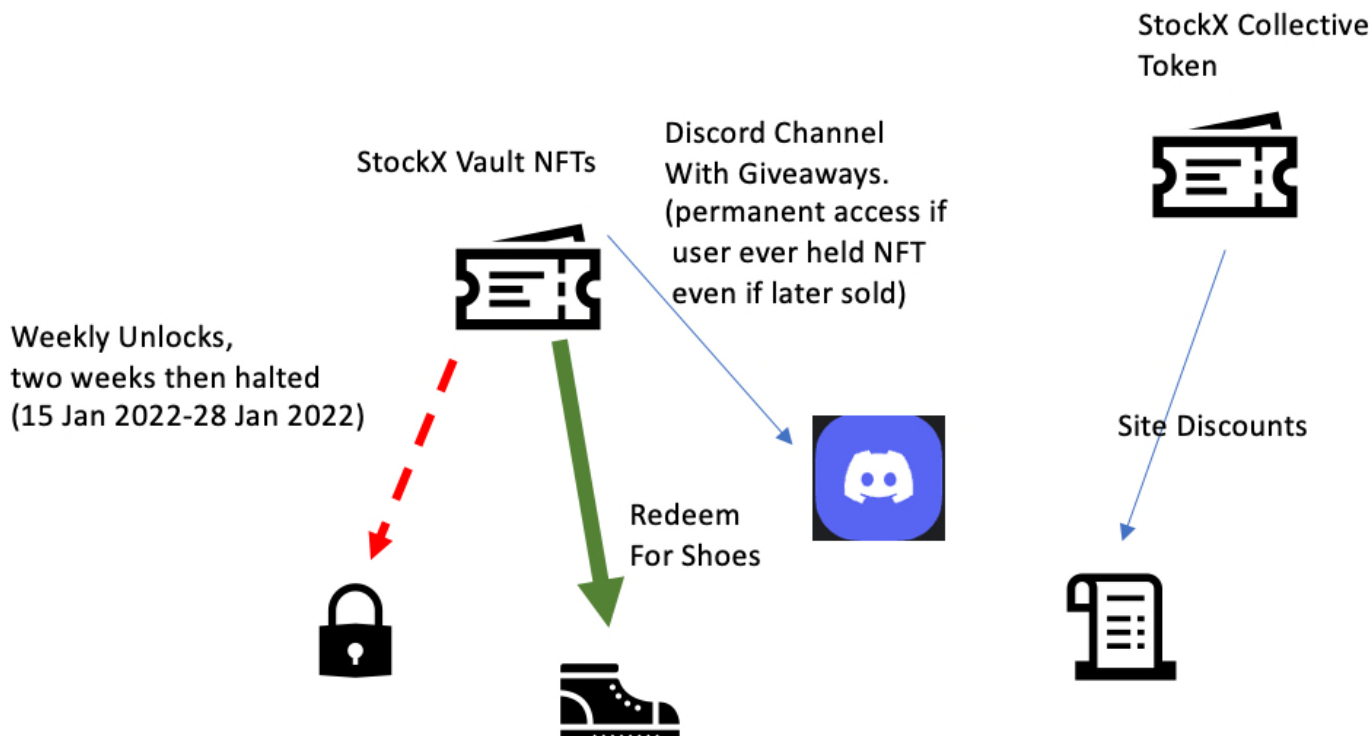 StockX Collective
Token
Discord Channel
With Giveaways.
(permanent access if
user ever held NFT
even if later sold)
StockX Vault NFTs
Weekly Unlocks,
two weeks then halted
(15 Jan 2022-28 Jan 2022)
Site Discounts
Redeem
For Shoes